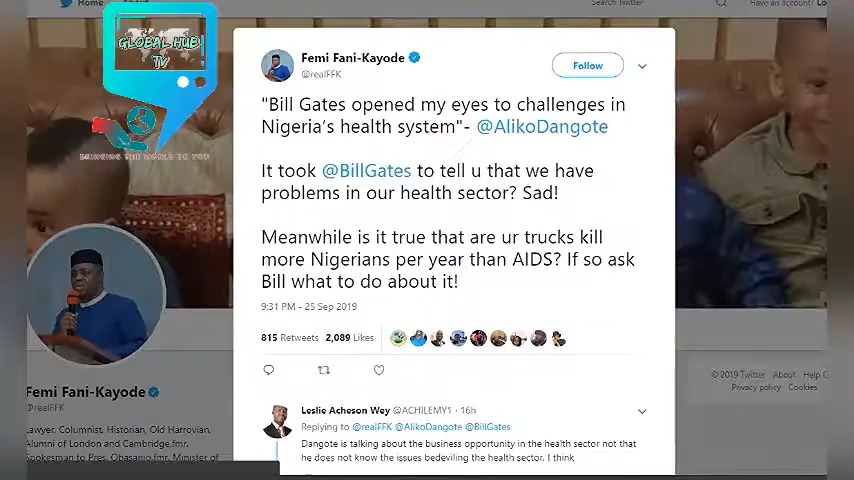 Home
About
Search Twitter
Have an account?
GLOBAL HUB!
TV
BRINGING THE WORLD TO YOU
Femi Fani-Kayode
@realFFK
Follow
"Bill Gates opened my eyes to challenges in
Nigeria's health system"- @AlikoDangote
It took @BillGates to tell u that we have
problems in our health sector? Sad!
Meanwhile is it true that are ur trucks kill
more Nigerians per year than AIDS? If so ask
Bill what to do about it!
9:31 PM - 25 Sep 2019
815 Retweets 2,089 Likes
Leslie Acheson Wey @ACHILEMY1 · 16h
Replying to @realFFK @AlikoDangote @BillGates
Dangote is talking about the business opportunity in the health sector not that
he does not know the issues bedeviling the health sector. I think
Femi Fani-Kayode
@realFFK
Lawyer, Columnist, Historian, Old Harrovian,
Alumni of London and Cambridge.fmr.
Spokesman to Pres. Obasanjo.fmr. Minister of
© 2019 Twitter About Help
Privacy policy Cookies